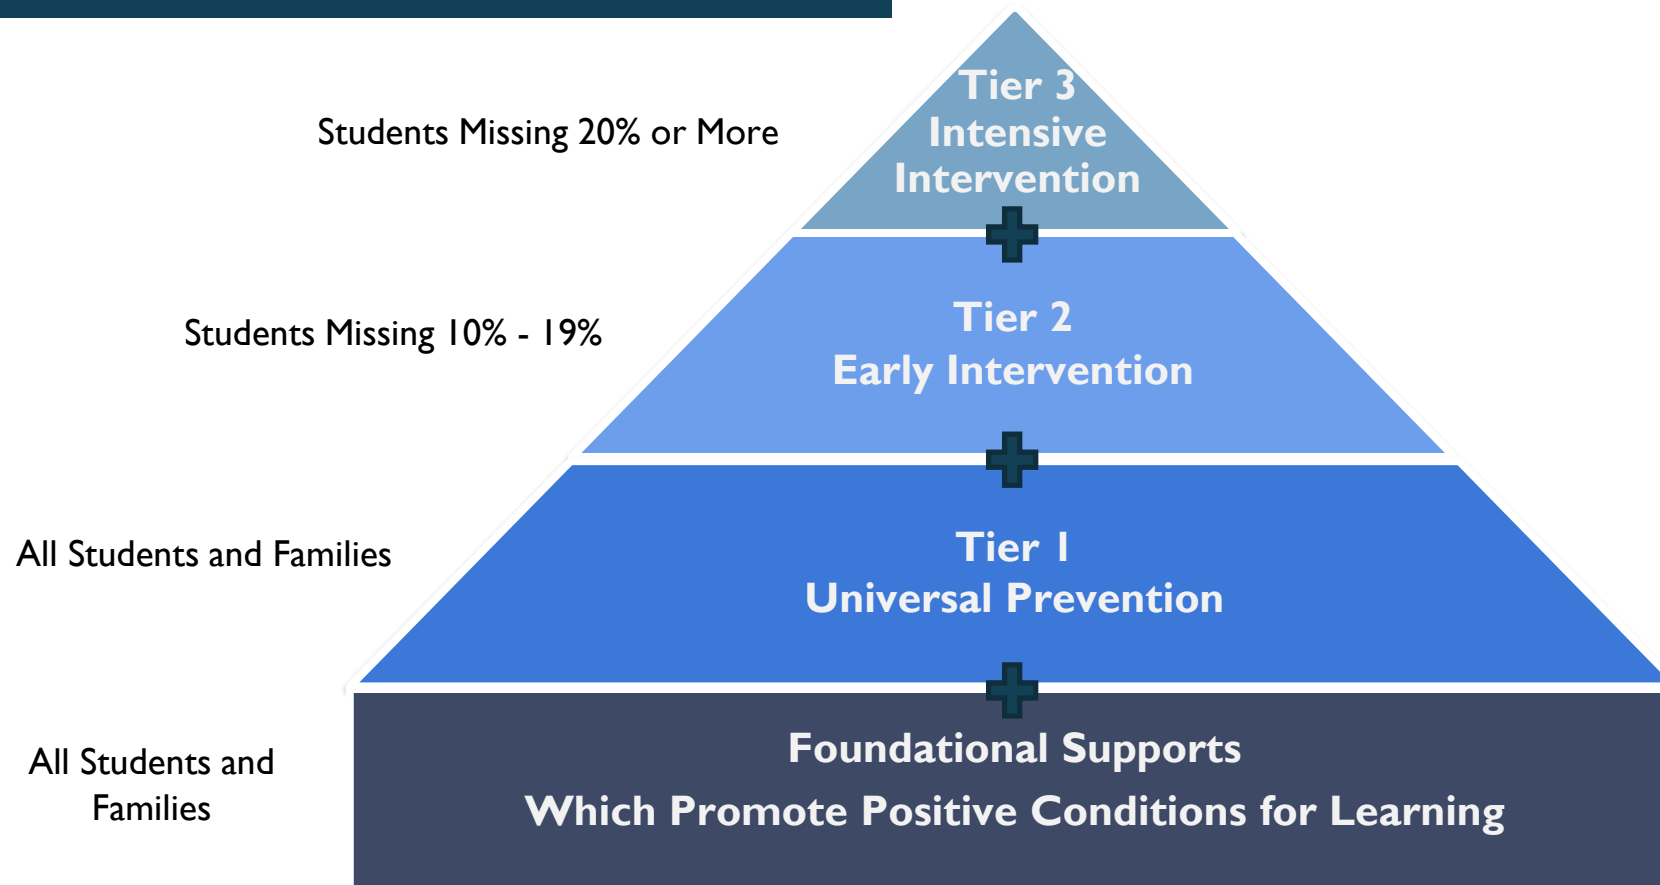 Students Missing 20% or More
Tier 3
Intensive
Intervention
Students Missing 10% - 19%
Tier 2
Early Intervention
All Students and Families
Tier 1
Universal Prevention
All Students and
Families
Foundational Supports
Which Promote Positive Conditions for Learning